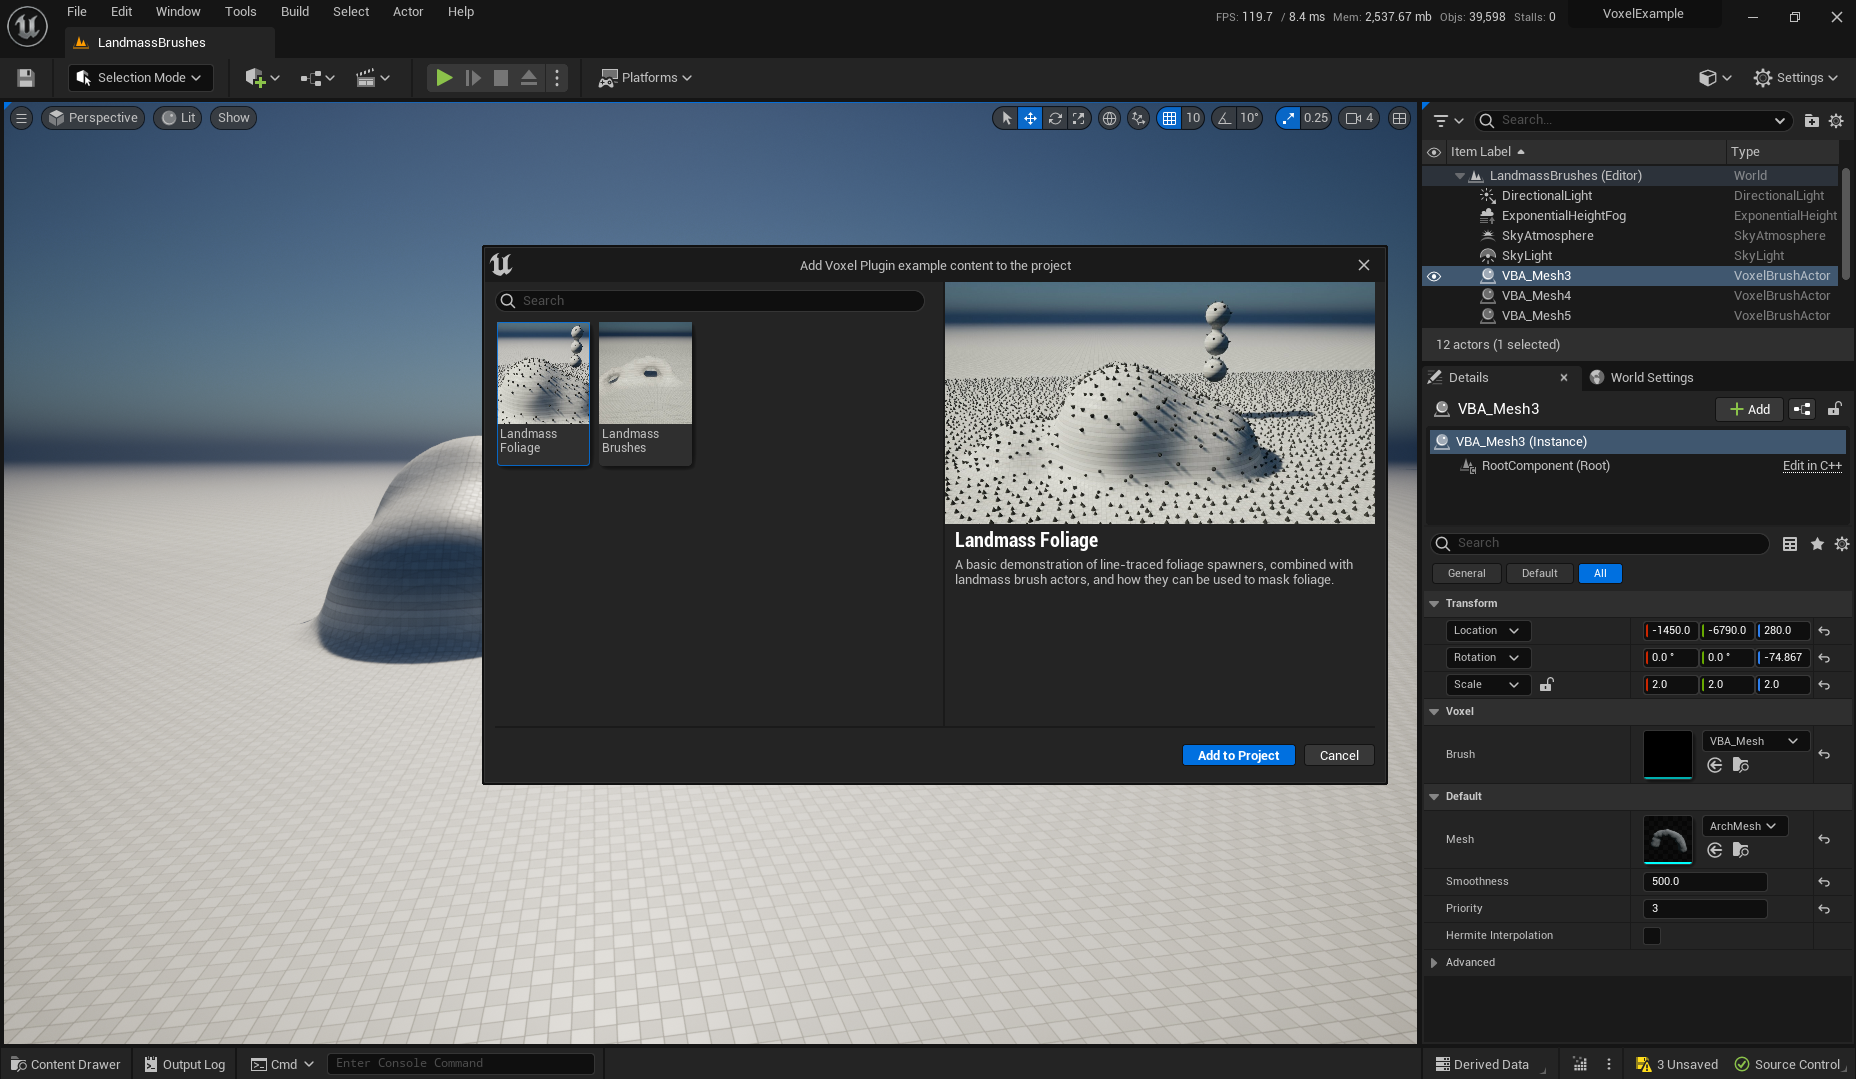 File Edit Window Tools Build Select Actor Help
FPS: 119.7 / 8.4 ms Mem: 2,537.67 mb Objs: 39,598 Stalls: 0
VoxelExample
LandmassBrushes
Selection Mode
Platforms
Settings
Perspective Lit Show
10 10° 0.25 4
Search...
Item Label Type
LandmassBrushes (Editor) World
DirectionalLight DirectionalLight
ExponentialHeightFog ExponentialHeight
SkyAtmosphere SkyAtmosphere
SkyLight SkyLight
VBA_Mesh3 VoxelBrushActor
VBA_Mesh4 VoxelBrushActor
VBA_Mesh5 VoxelBrushActor
12 actors (1 selected)
Add Voxel Plugin example content to the project
Search
Landmass
Foliage
Landmass
Brushes
Landmass Foliage
A basic demonstration of line-traced foliage spawners, combined with
landmass brush actors, and how they can be used to mask foliage.
Add to Project Cancel
Details World Settings
VBA_Mesh3 Add
VBA_Mesh3 (Instance)
RootComponent (Root) Edit in C++
Search
General Default All
Transform
Location -1450.0 -6790.0 280.0
Rotation 0.0 ° 0.0 ° -74.867
Scale 2.0 2.0 2.0
Voxel
Brush VBA_Mesh
Default
Mesh ArchMesh
Smoothness 500.0
Priority 3
Hermite Interpolation
Advanced
Content Drawer Output Log Cmd Enter Console Command
Derived Data 3 Unsaved Source Control